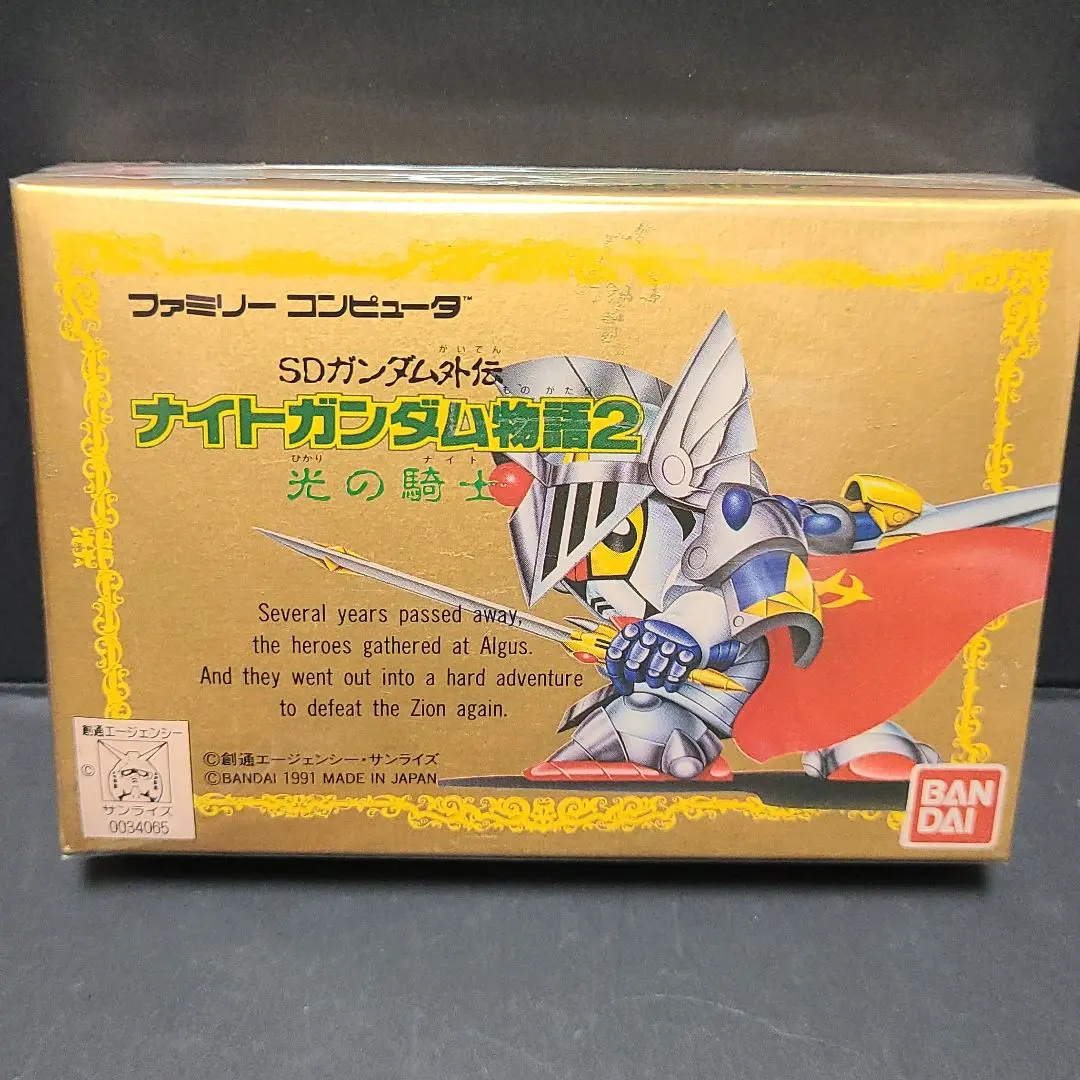 ファミリー コンピュータ™
がいでん
SDガンダム外伝
ものがたり
ナイトガンダム物語2
ひかり ナイト
光の騎士
Several years passed away,
the heroes gathered at Algus.
And they went out into a hard adventure
to defeat the Zion again.
©創通エージェンシー・サンライズ
©BANDAI 1991 MADE IN JAPAN
創通エージェンシー
©
サンライズ
0034065
BAN
DAI